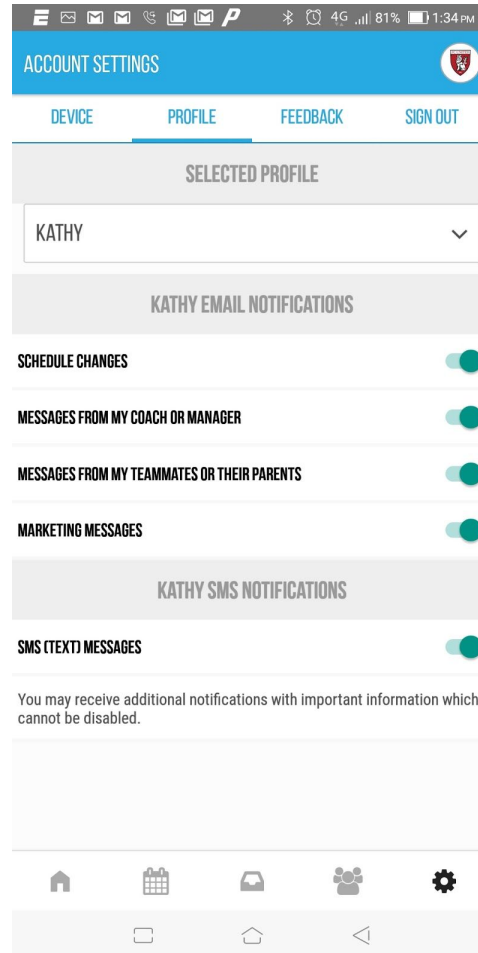 4G 81% 1:34 PM
ACCOUNT SETTINGS
DEVICE PROFILE FEEDBACK SIGN OUT
SELECTED PROFILE
KATHY
KATHY EMAIL NOTIFICATIONS
SCHEDULE CHANGES
MESSAGES FROM MY COACH OR MANAGER
MESSAGES FROM MY TEAMMATES OR THEIR PARENTS
MARKETING MESSAGES
KATHY SMS NOTIFICATIONS
SMS (TEXT) MESSAGES
You may receive additional notifications with important information which
cannot be disabled.